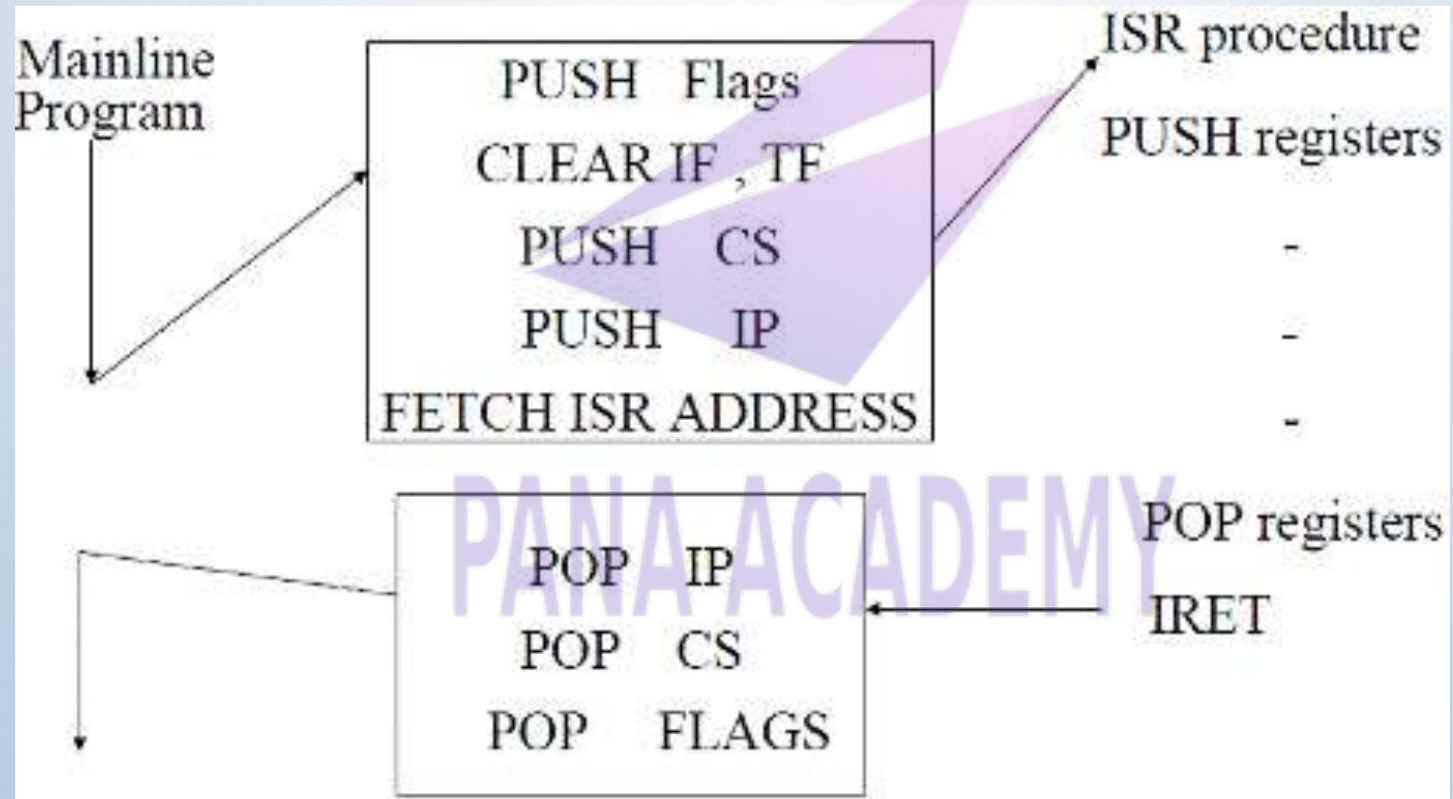 Mainline
Program
PUSH Flags
CLEAR IF , TF
PUSH CS
PUSH IP
FETCH ISR ADDRESS
ISR procedure
PUSH registers
-
-
-
POP registers
IRET
POP IP
POP CS
POP FLAGS
PANA ACADEMY